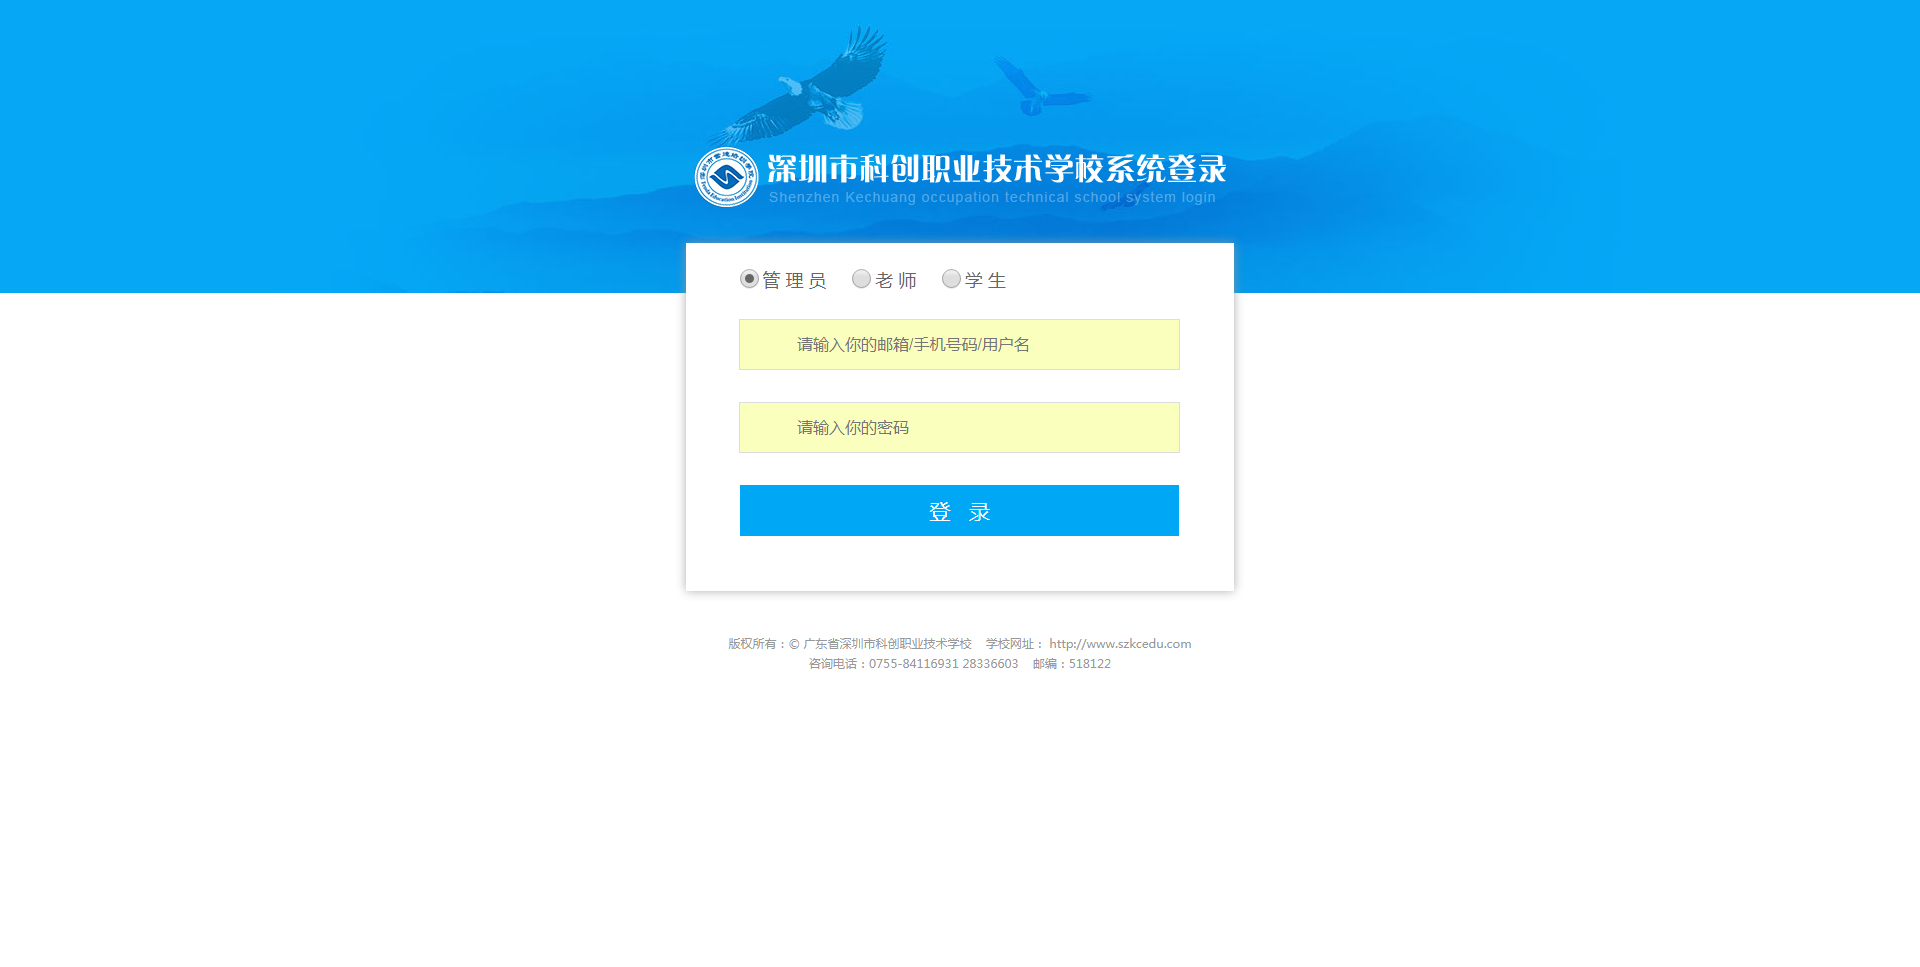 深圳市科创职业技术学校系统登录
Shenzhen Kechuang occupation technical school system login
管 理 员 老 师 学 生
请输入你的邮箱/手机号码/用户名
请输入你的密码
登 录
版权所有：© 广东省深圳市科创职业技术学校 学校网址： http://www.szkcedu.com
咨询电话：0755-84116931 28336603 邮编：518122